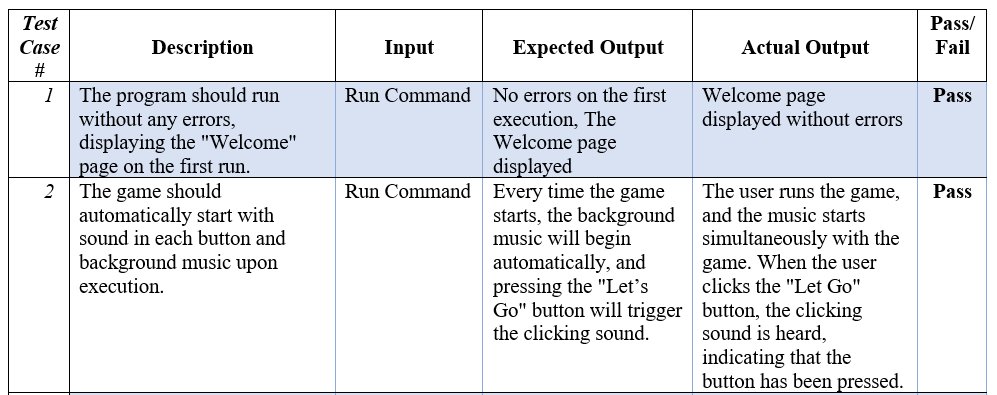 Test Case # Description Input Expected Output Actual Output Pass/ Fail
1 The program should run Run Command No errors on the first Welcome page Pass
without any errors, execution, The displayed without errors
displaying the "Welcome" Welcome page
page on the first run. displayed
2 The game should Run Command Every time the game The user runs the game, Pass
automatically start with starts, the background and the music starts
sound in each button and music will begin simultaneously with the
background music upon automatically, and game. When the user
execution. pressing the "Let’s clicks the "Let Go"
Go" button will trigger button, the clicking
the clicking sound. sound is heard,
indicating that the
button has been pressed.